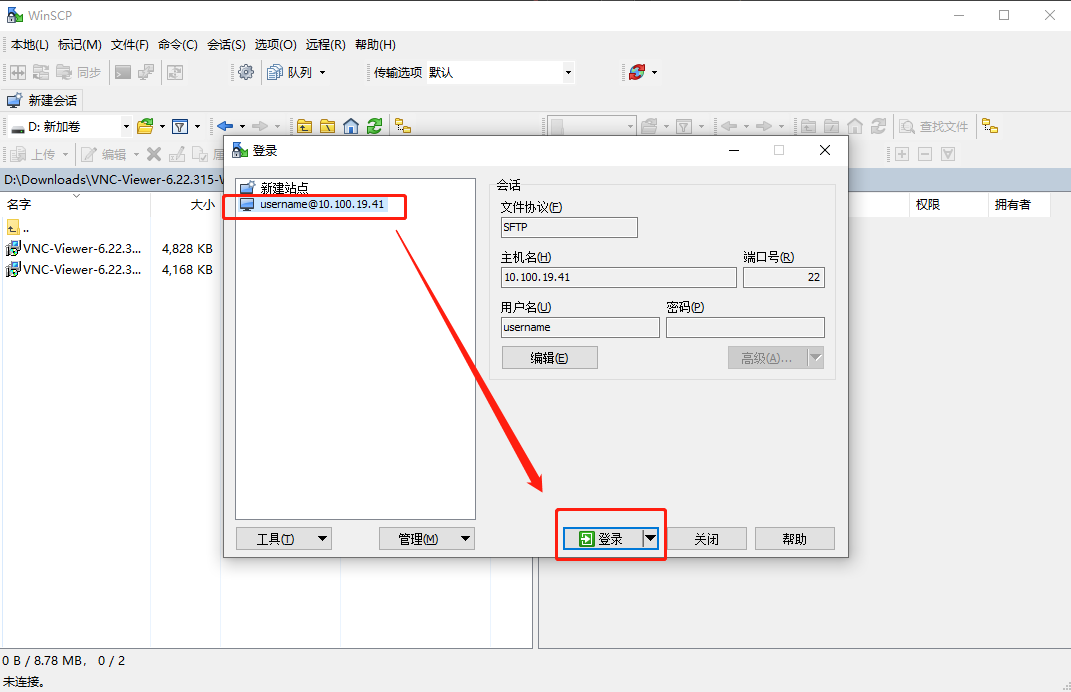 WinSCP
本地(L) 标记(M) 文件(F) 命令(C) 会话(S) 选项(O) 远程(R) 帮助(H)
同步 队列 传输选项 默认
新建会话
D: 新加卷 查找文件
上传 编辑
D:\Downloads\VNC-Viewer-6.22.315-
名字 大小 权限 拥有者
..
VNC-Viewer-6.22.3... 4,828 KB
VNC-Viewer-6.22.3... 4,168 KB
登录
新建站点
username@10.100.19.41
会话
文件协议(F)
SFTP
主机名(H) 端口号(R)
10.100.19.41 22
用户名(U) 密码(P)
username
编辑(E) 高级(A)...
工具(T) 管理(M) 登录 关闭 帮助
0 B / 8.78 MB, 0 / 2
未连接。